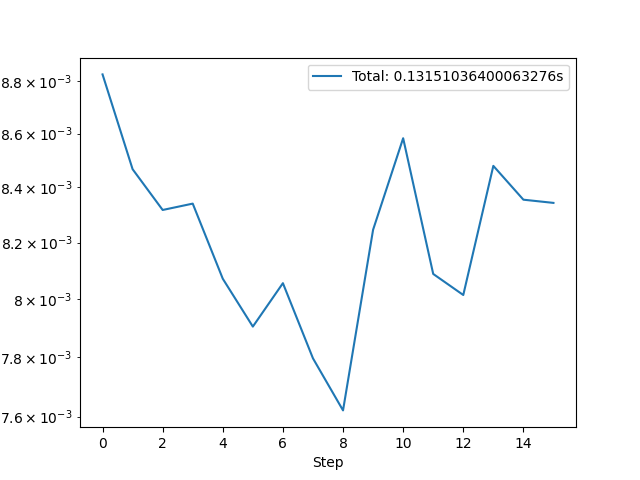 Total: 0.13151036400063276s
8.8 × 10⁻³
8.6 × 10⁻³
8.4 × 10⁻³
8.2 × 10⁻³
8 × 10⁻³
7.8 × 10⁻³
7.6 × 10⁻³
0 2 4 6 8 10 12 14
Step